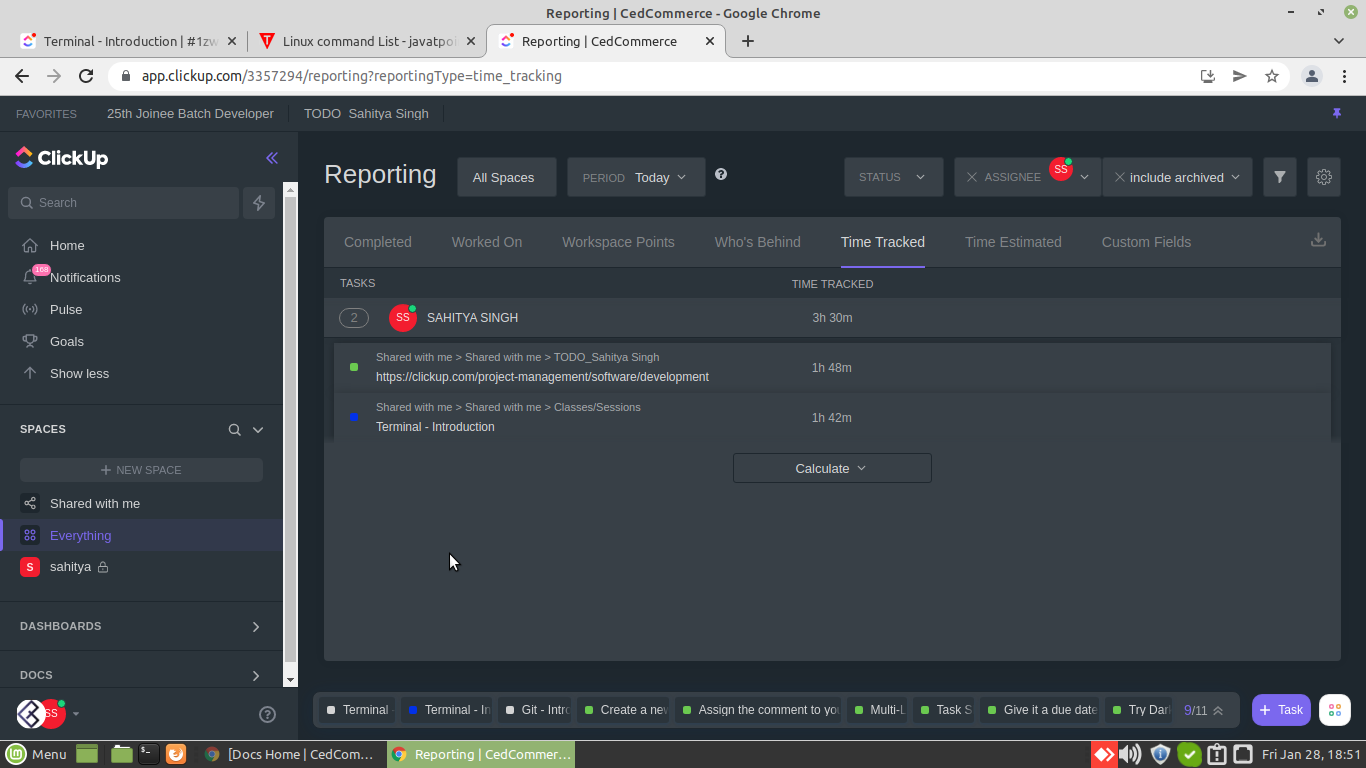 Reporting | CedCommerce - Google Chrome
Terminal - Introduction | #1zw
Linux command List - javatpoi
Reporting | CedCommerce
app.clickup.com/3357294/reporting?reportingType=time_tracking
FAVORITES
25th Joinee Batch Developer
TODO Sahitya Singh
ClickUp
Search
Home
168
Notifications
Pulse
Goals
Show less
SPACES
+ NEW SPACE
Shared with me
Everything
S
sahitya
DASHBOARDS
DOCS
SS
Reporting
All Spaces
PERIOD Today
STATUS
ASSIGNEE
SS
include archived
Completed
Worked On
Workspace Points
Who's Behind
Time Tracked
Time Estimated
Custom Fields
TASKS
TIME TRACKED
2
SS
SAHITYA SINGH
3h 30m
Shared with me > Shared with me > TODO_Sahitya Singh
https://clickup.com/project-management/software/development
1h 48m
Shared with me > Shared with me > Classes/Sessions
Terminal - Introduction
1h 42m
Calculate
Terminal -
Terminal - In
Git - Intro
Create a new
Assign the comment to you
Multi-L
Task S
Give it a due date
Try Dark
9/11
+ Task
Menu
$_
[Docs Home | CedCom...
Reporting | CedCommer...
Fri Jan 28, 18:51